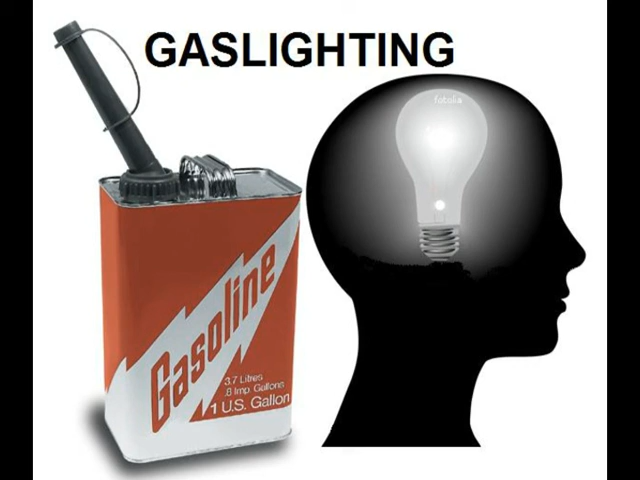 GASLIGHTING
fotolia
Gasoline
3.7 Litres
.8 Imp. Gallons
1 U.S. Gallon